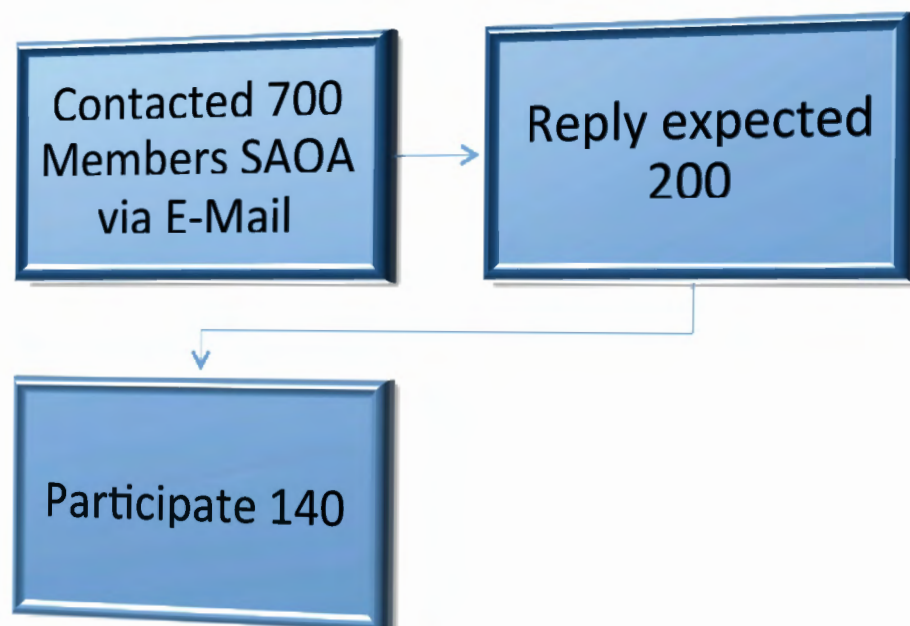 Contacted 700
Members SAOA
via E-Mail
Reply expected
200
Participate 140